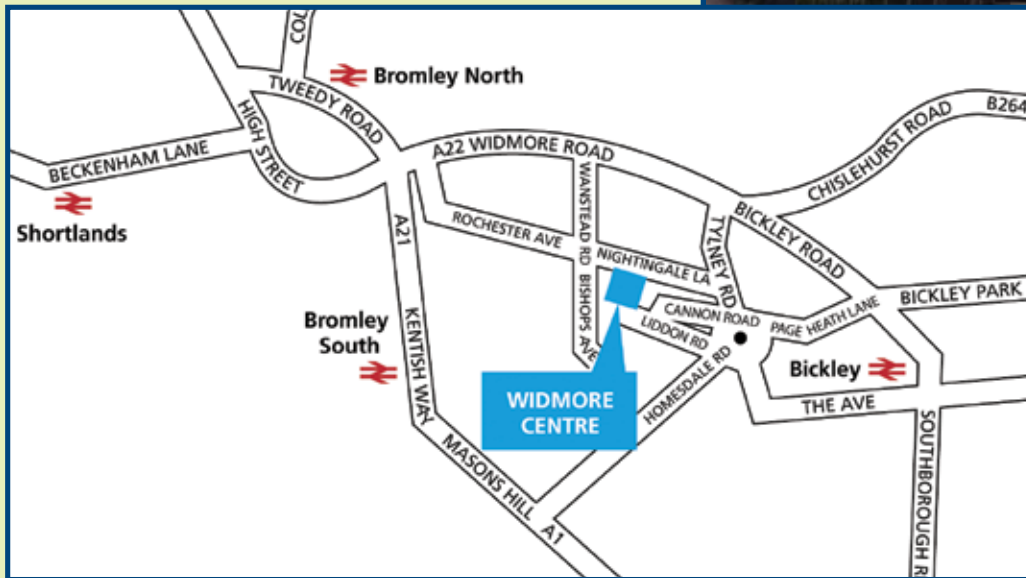 COU
Bromley North
TWEEDY ROAD
B264
CHISLEHURST ROAD
HIGH STREET
A22 WIDMORE ROAD
BECKENHAM LANE
WANSTEAD RD
Shortlands
A21
ROCHESTER AVE
TYLNEY RD
BICKLEY ROAD
NIGHTINGALE LA
BISHOPS AVE
BICKLEY PARK
CANNON ROAD
PAGE HEATH LANE
LIDDON RD
Bromley
South
KENTISH WAY
HOMESDALE RD
Bickley
WIDMORE
CENTRE
THE AVE
MASONS HILL
A1
SOUTHBOROUGH R